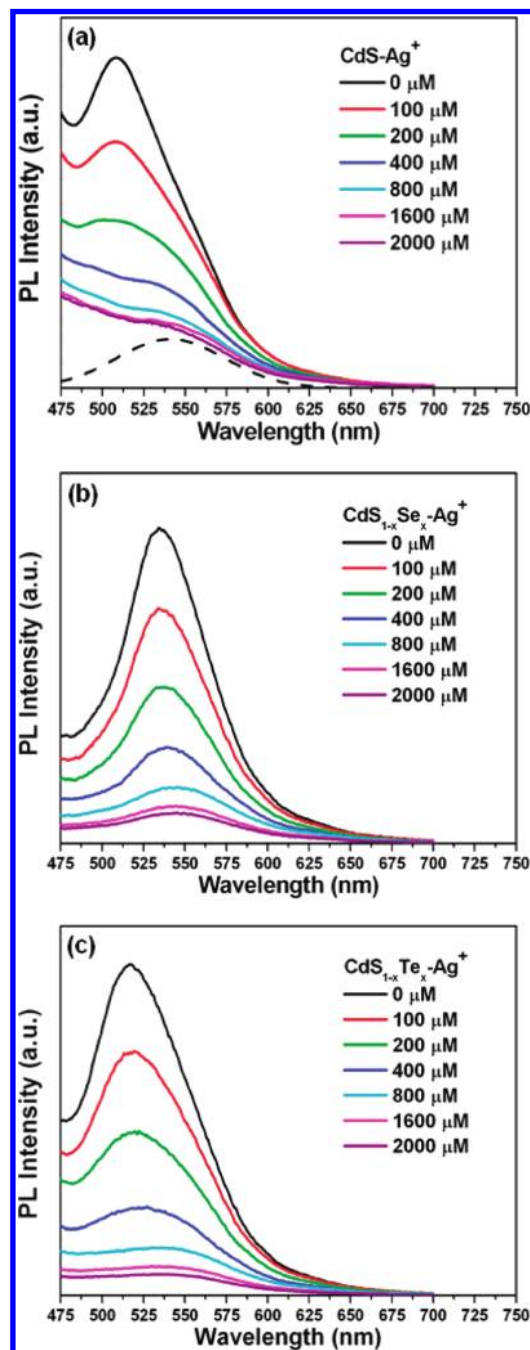 (a)
CdS-Ag⁺
0 μM
100 μM
200 μM
400 μM
800 μM
1600 μM
2000 μM
PL Intensity (a.u.)
475 500 525 550 575 600 625 650 675 700 725 750
Wavelength (nm)
(b)
CdS₁₋ₓSeₓ-Ag⁺
0 μM
100 μM
200 μM
400 μM
800 μM
1600 μM
2000 μM
PL Intensity (a.u.)
475 500 525 550 575 600 625 650 675 700 725 750
Wavelength (nm)
(c)
CdS₁₋ₓTeₓ-Ag⁺
0 μM
100 μM
200 μM
400 μM
800 μM
1600 μM
2000 μM
PL Intensity (a.u.)
475 500 525 550 575 600 625 650 675 700 725 750
Wavelength (nm)